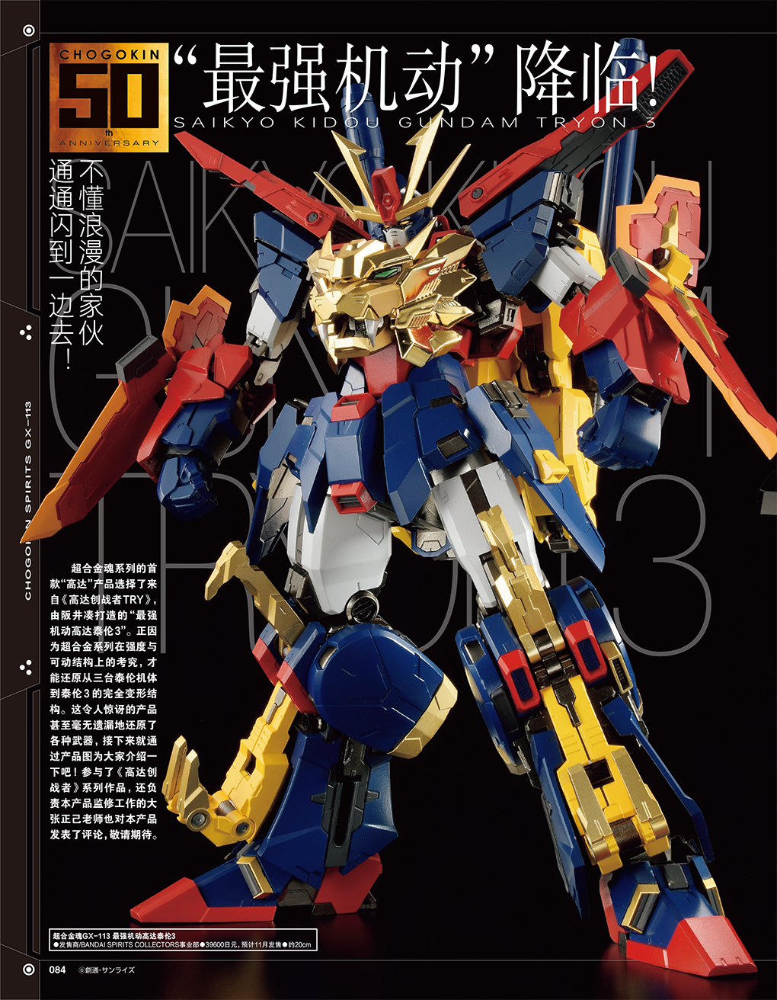 CHOGOKIN
50
th
ANNIVERSARY
“最强机动”降临!
SAIKYO KIDOU GUNDAM TRYON 3
不懂浪漫的家伙
通通闪到一边去！
SAIKYO KIDOU
GUNDAM
TRYON 3
CHOGOKIN SPIRITS GX-113
超合金魂系列的首
款“高达”产品选择了来
自《高达创战者TRY》,
由阪井凑打造的“最强
机动高达泰伦3”。正因
为超合金系列在强度与
可动结构上的考究，才
能还原从三台泰伦机体
到泰伦3的完全变形结
构。这令人惊讶的产品
甚至毫无遗漏地还原了
各种武器，接下来就通
过产品图为大家介绍一
下吧！参与了《高达创
战者》系列作品，还负
责本产品监修工作的大
张正己老师也对本产品
发表了评论，敬请期待。
超合金魂GX-113 最强机动高达泰伦3
●发售商/BANDAI SPIRITS COLLECTORS事业部●39600日元，预计11月发售●约20cm
084 ©創通・サンライズ